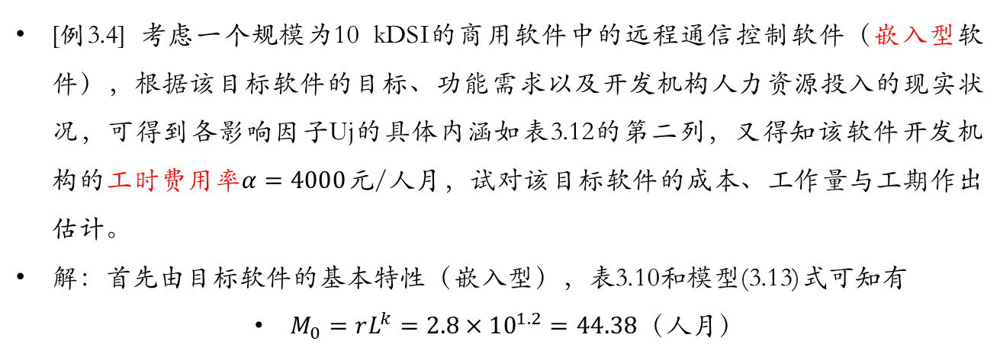 • [例3.4] 考虑一个规模为10 kDSI的商用软件中的远程通信控制软件（嵌入型软
件），根据该目标软件的目标、功能需求以及开发机构人力资源投入的现实状
况，可得到各影响因子Uj的具体内涵如表3.12的第二列，又得知该软件开发机
构的工时费用率α = 4000元/人月，试对该目标软件的成本、工作量与工期作出
估计。
• 解：首先由目标软件的基本特性（嵌入型），表3.10和模型(3.13)式可知有
• M₀ = rLᵏ = 2.8 × 10¹·² = 44.38（人月）